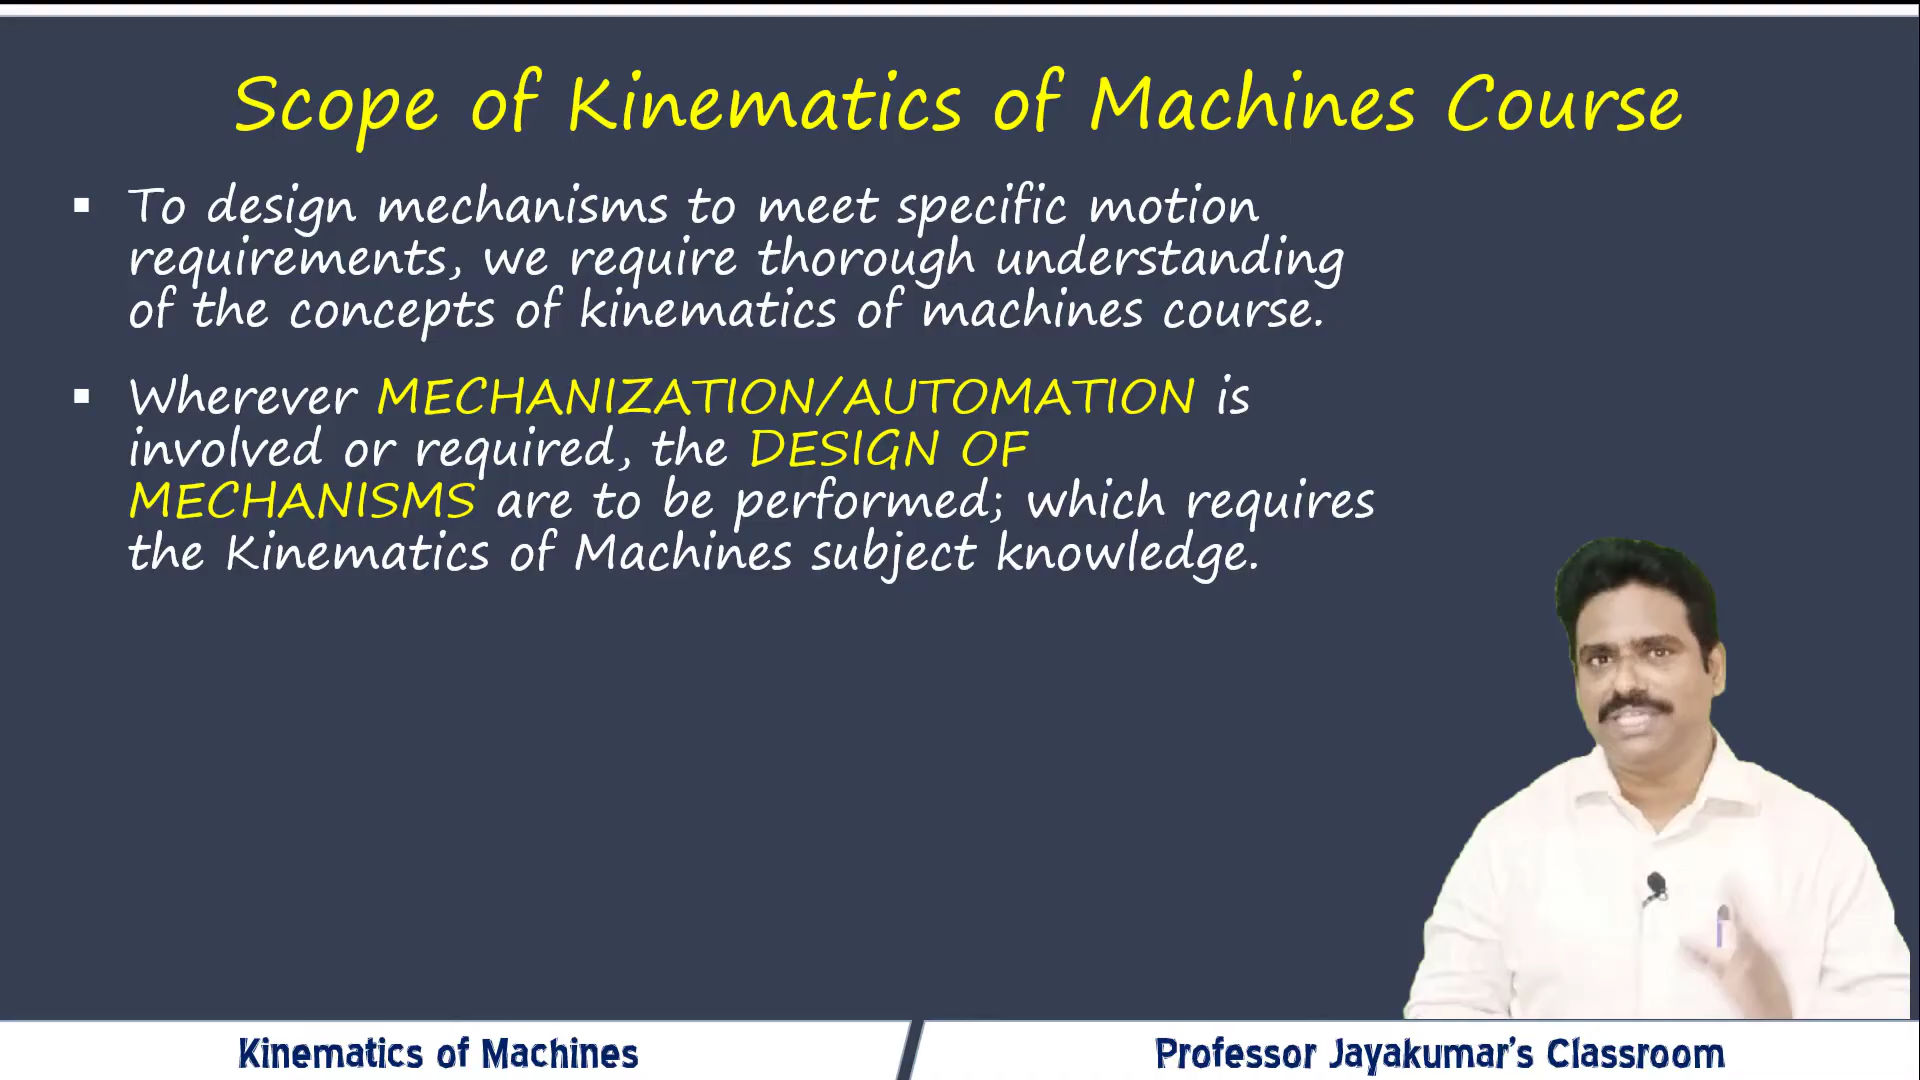 Scope of Kinematics of Machines Course
▪ To design mechanisms to meet specific motion
requirements, we require thorough understanding
of the concepts of kinematics of machines course.
▪ Wherever MECHANIZATION/AUTOMATION is
involved or required, the DESIGN OF
MECHANISMS are to be performed; which requires
the Kinematics of Machines subject knowledge.
Kinematics of Machines
Professor Jayakumar's Classroom